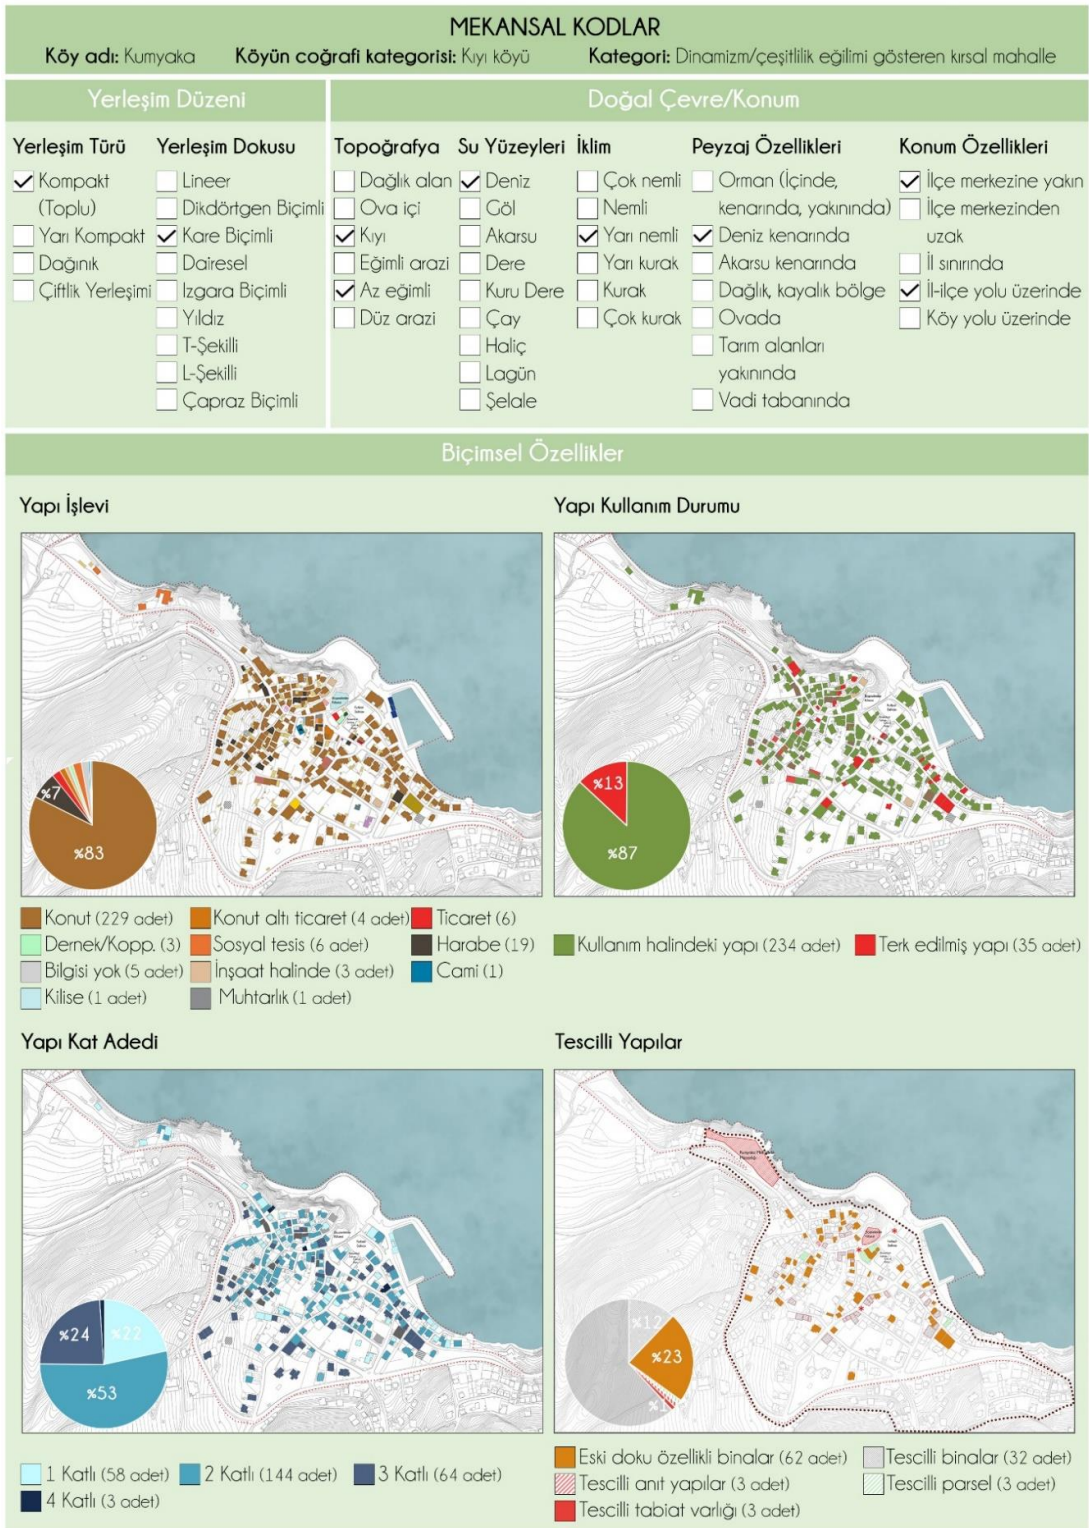 MEKANSAL KODLAR
Köy adı: Kumyaka Köyün coğrafi kategorisi: Kıyı köyü Kategori: Dinamizm/çeşitlilik eğilimi gösteren kırsal mahalle
Yerleşim Düzeni
Yerleşim Türü
Kompakt
(Toplu)
Yarı Kompakt
Dağınık
Çiftlik Yerleşimi
Yerleşim Dokusu
Lineer
Dikdörtgen Biçimli
Kare Biçimli
Dairesel
Izgara Biçimli
Yıldız
T-Şekilli
L-Şekilli
Çapraz Biçimli
Doğal Çevre/Konum
Topoğrafya
Dağlık alan
Ova içi
Kıyı
Eğimli arazi
Az eğimli
Düz arazi
Su Yüzeyleri
Deniz
Göl
Akarsu
Dere
Kuru Dere
Çay
Haliç
Lagün
Şelale
İklim
Çok nemli
Nemli
Yarı nemli
Yarı kurak
Kurak
Çok kurak
Peyzaj Özellikleri
Orman (İçinde,
kenarında, yakınında)
Deniz kenarında
Akarsu kenarında
Dağlık, kayalık bölge
Ovada
Tarım alanları
yakınında
Vadi tabanında
Konum Özellikleri
İlçe merkezine yakın
İlçe merkezinden
uzak
İl sınırında
İl-ilçe yolu üzerinde
Köy yolu üzerinde
Biçimsel Özellikler
Yapı İşlevi
%7
%83
Konut (229 adet) Konut altı ticaret (4 adet) Ticaret (6)
Dernek/Kopp. (3) Sosyal tesis (6 adet) Harabe (19)
Bilgisi yok (5 adet) İnşaat halinde (3 adet) Cami (1)
Kilise (1 adet) Muhtarlık (1 adet)
Yapı Kullanım Durumu
%13
%87
Kullanım halindeki yapı (234 adet) Terk edilmiş yapı (35 adet)
Yapı Kat Adedi
%24 %22
%53
1 Katlı (58 adet) 2 Katlı (144 adet) 3 Katlı (64 adet)
4 Katlı (3 adet)
Tescilli Yapılar
%12
%23
%1
Eski doku özellikli binalar (62 adet) Tescilli binalar (32 adet)
Tescilli anıt yapılar (3 adet) Tescilli parsel (3 adet)
Tescilli tabiat varlığı (3 adet)